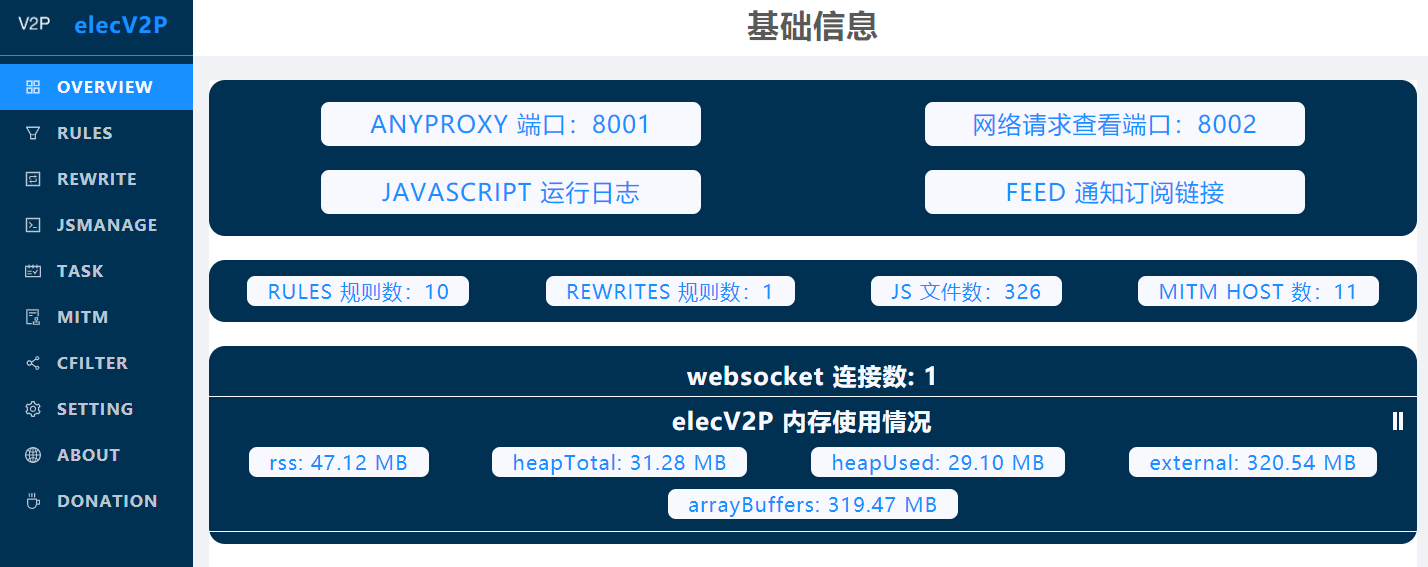 V2P elecV2P
OVERVIEW
RULES
REWRITE
JSMANAGE
TASK
MITM
CFILTER
SETTING
ABOUT
DONATION
基础信息
ANYPROXY 端口：8001
网络请求查看端口：8002
JAVASCRIPT 运行日志
FEED 通知订阅链接
RULES 规则数：10
REWRITES 规则数：1
JS 文件数：326
MITM HOST 数：11
websocket 连接数: 1
elecV2P 内存使用情况
rss: 47.12 MB
heapTotal: 31.28 MB
heapUsed: 29.10 MB
external: 320.54 MB
arrayBuffers: 319.47 MB